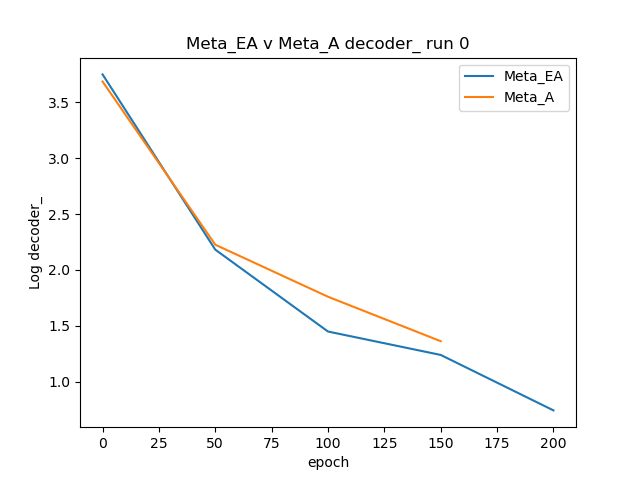 Meta_EA v Meta_A decoder_ run 0
Meta_EA
Meta_A
3.5
3.0
2.5
2.0
1.5
1.0
Log decoder_
0 25 50 75 100 125 150 175 200
epoch